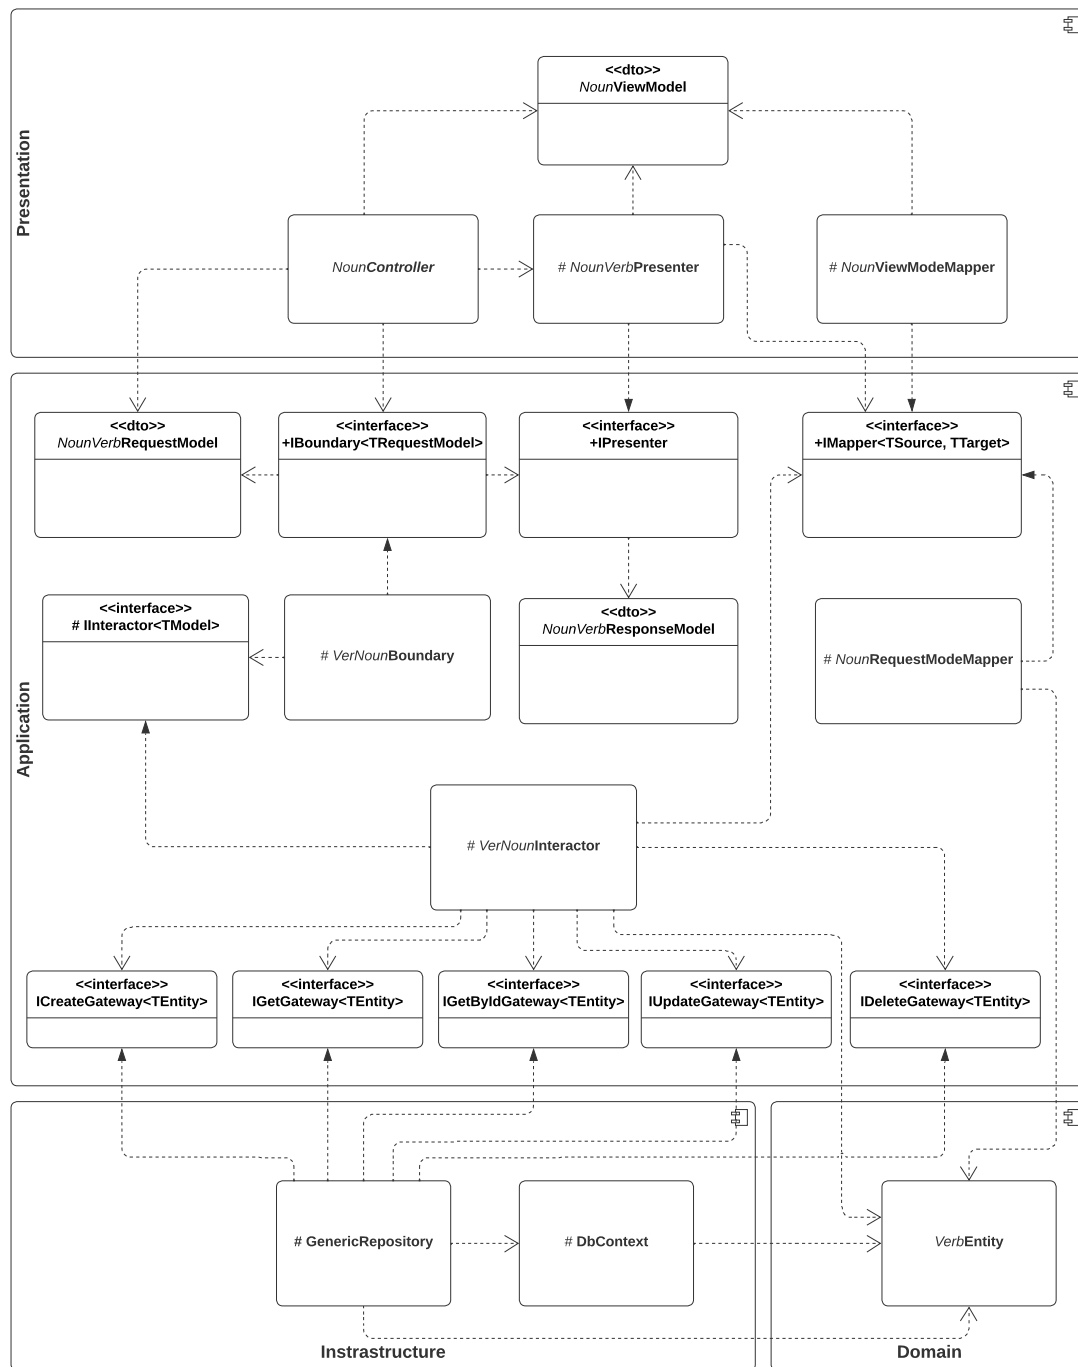 Presentation
<<dto>>
NounViewModel
NounController
# NounVerbPresenter
# NounViewModeMapper
Application
<<dto>>
NounVerbRequestModel
<<interface>>
+IBoundary<TRequestModel>
<<interface>>
+IPresenter
<<interface>>
+IMapper<TSource, TTarget>
<<interface>>
# IInteractor<TModel>
# VerNounBoundary
<<dto>>
NounVerbResponseModel
# NounRequestModeMapper
# VerNounInteractor
<<interface>>
ICreateGateway<TEntity>
<<interface>>
IGetGateway<TEntity>
<<interface>>
IGetByIdGateway<TEntity>
<<interface>>
IUpdateGateway<TEntity>
<<interface>>
IDeleteGateway<TEntity>
# GenericRepository
# DbContext
VerbEntity
Instrastructure
Domain